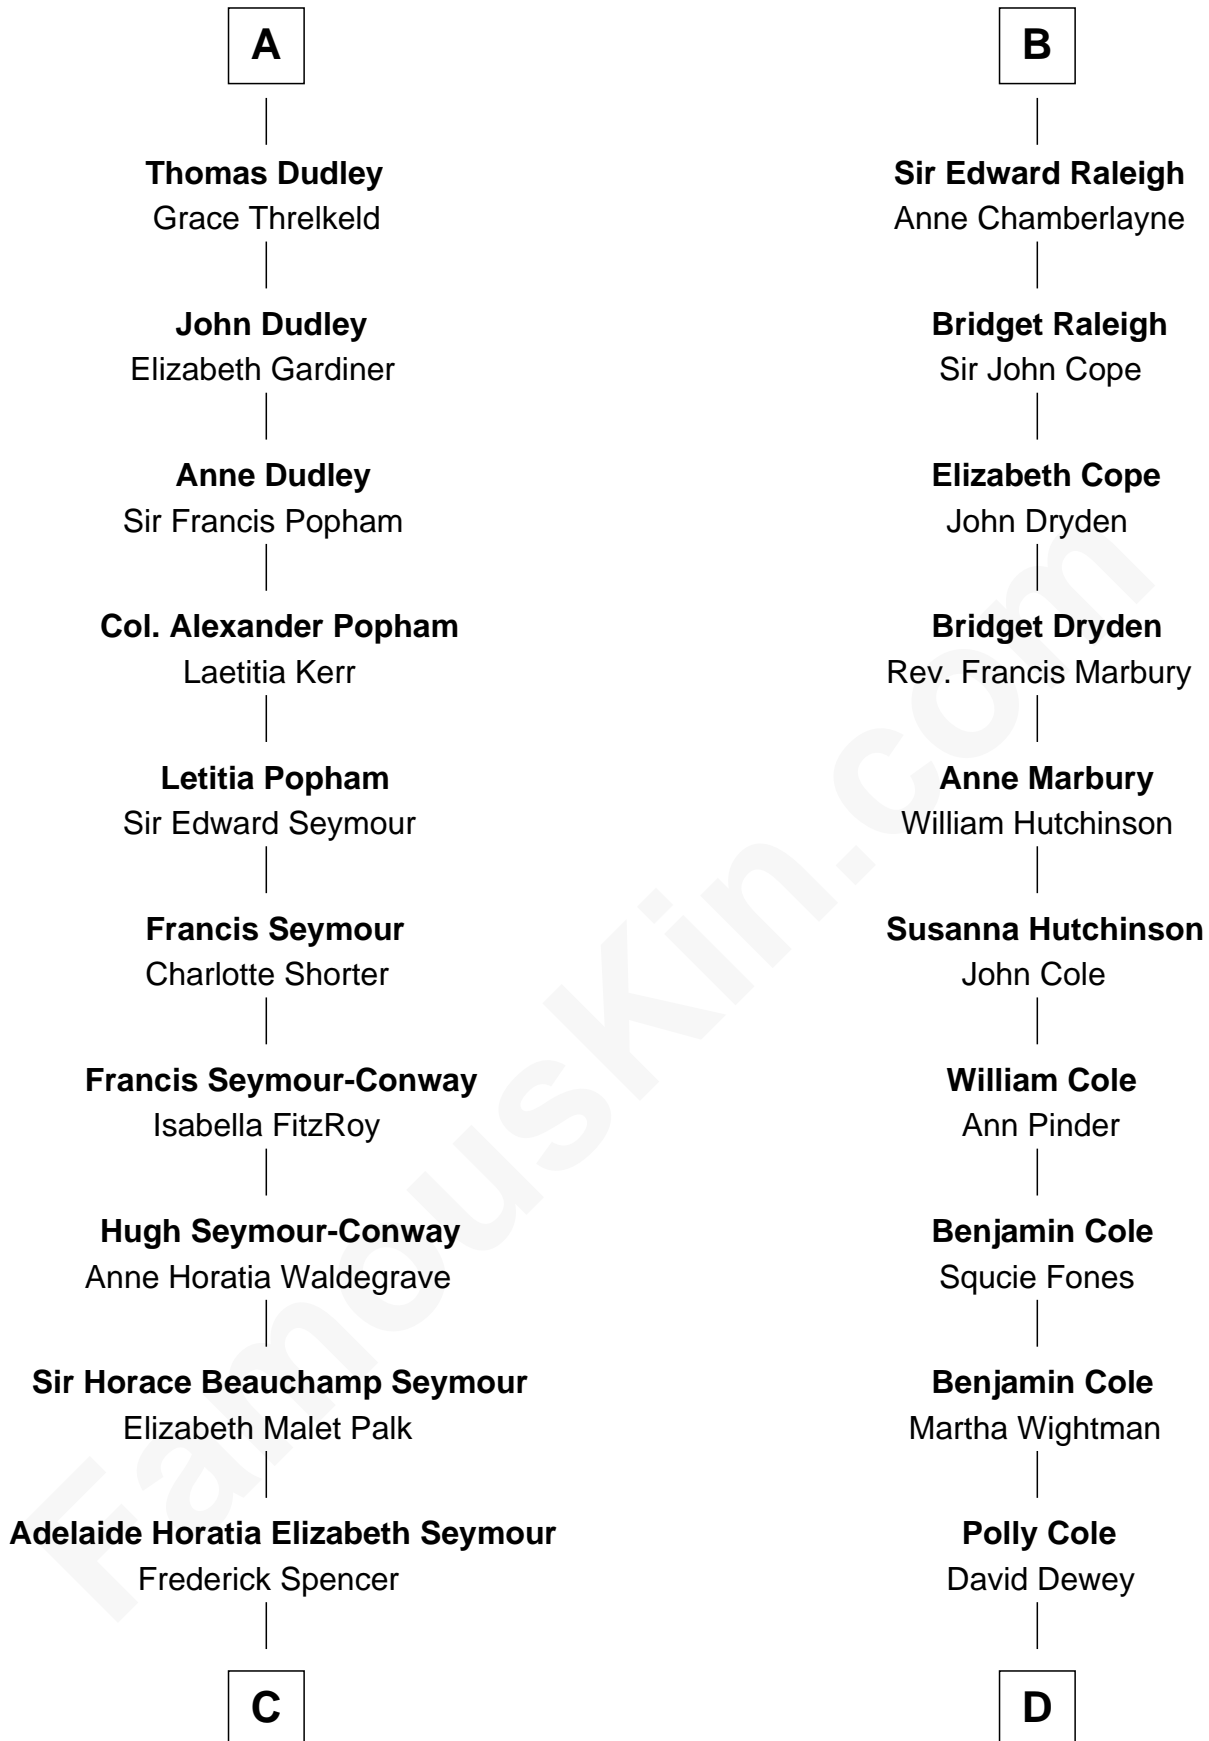 A
Thomas Dudley
Grace Threlkeld
John Dudley
Elizabeth Gardiner
Anne Dudley
Sir Francis Popham
Col. Alexander Popham
Laetitia Kerr
Letitia Popham
Sir Edward Seymour
Francis Seymour
Charlotte Shorter
Francis Seymour-Conway
Isabella FitzRoy
Hugh Seymour-Conway
Anne Horatia Waldegrave
Sir Horace Beauchamp Seymour
Elizabeth Malet Palk
Adelaide Horatia Elizabeth Seymour
Frederick Spencer
C
B
Sir Edward Raleigh
Anne Chamberlayne
Bridget Raleigh
Sir John Cope
Elizabeth Cope
John Dryden
Bridget Dryden
Rev. Francis Marbury
Anne Marbury
William Hutchinson
Susanna Hutchinson
John Cole
William Cole
Ann Pinder
Benjamin Cole
Squcie Fones
Benjamin Cole
Martha Wightman
Polly Cole
David Dewey
D
FamousKin.com